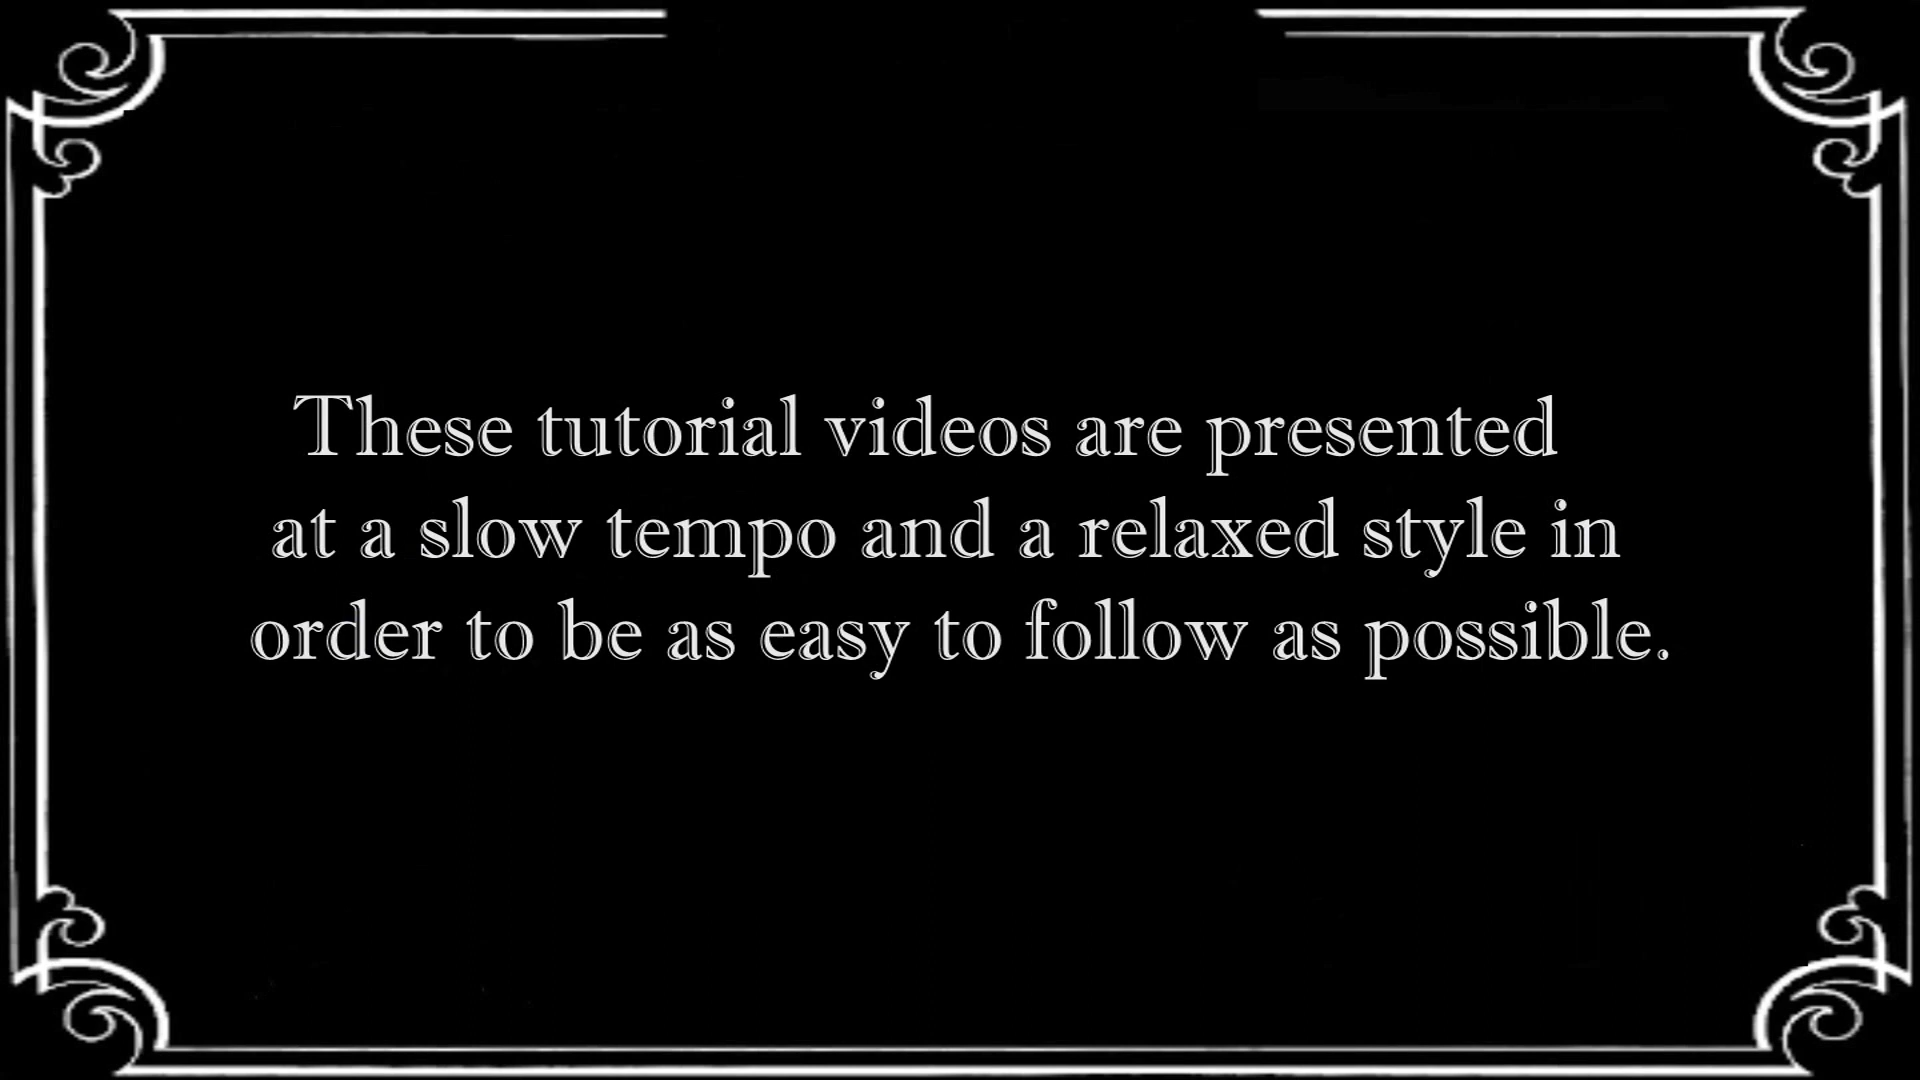 These tutorial videos are presented
at a slow tempo and a relaxed style in
order to be as easy to follow as possible.